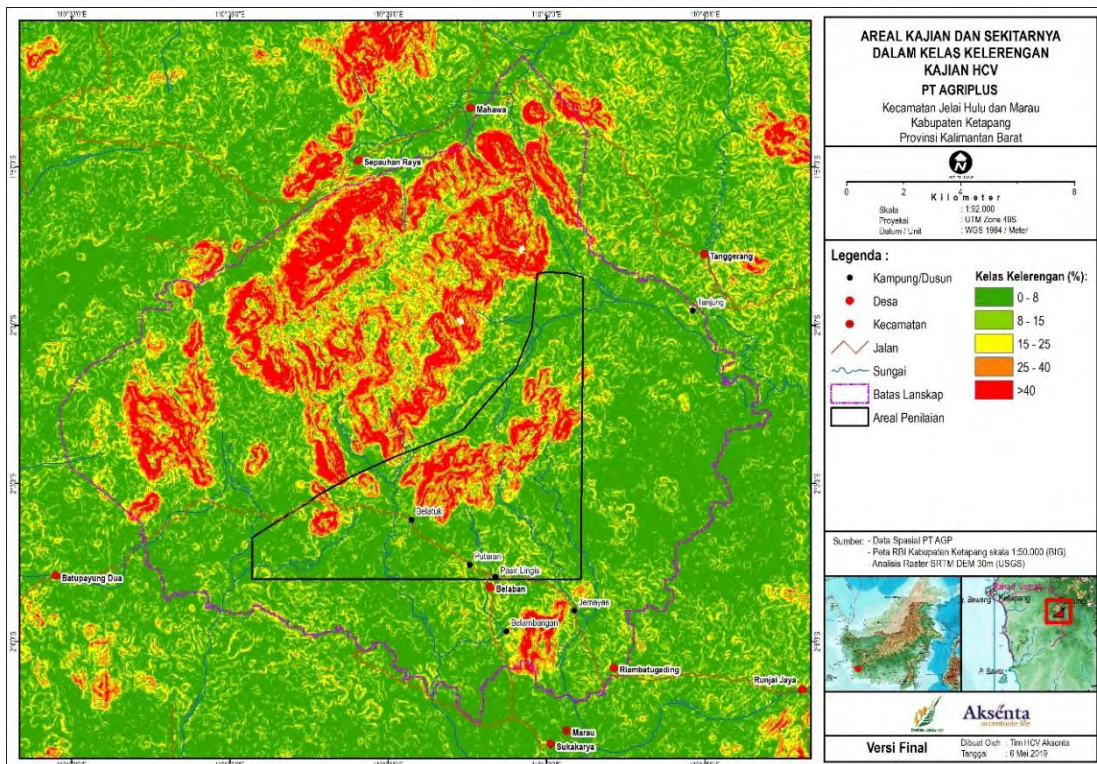 AREAL KAJIAN DAN SEKITARNYA
DALAM KELAS KELERENGAN
KAJIAN HCV
PT AGRIPLUS
Kecamatan Jelai Hulu dan Marau
Kabupaten Ketapang
Provinsi Kalimantan Barat
N
0 2 4 6 8
Kilometer
Skala : 1:92.000
Proyeksi : UTM Zone 49S
Datum / Unit : WGS 1984 / Meter
Legenda :
Kampung/Dusun
Desa
Kecamatan
Jalan
Sungai
Batas Lanskap
Areal Penilaian
Kelas Kelerengan (%):
0 - 8
8 - 15
15 - 25
25 - 40
>40
Sumber: - Data Spasial PT AGP
- Peta RBI Kabupaten Ketapang skala 1:50.000 (BIG)
- Analisis Raster SRTM DEM 30m (USGS)
Ketapang
Aksenta
accentuate life
Versi Final
Dibuat Oleh : Tim HCV Aksenta
Tanggal : 6 Mei 2019
Mahawa
Sepauhan Raya
Tanggerang
Tanjung
Belatuk
Puturan
Pasir Lingis
Batupayung Dua
Belaban
Jemayas
Belambangan
Riambatugading
Runjai Jaya
Marau
Sukakarya